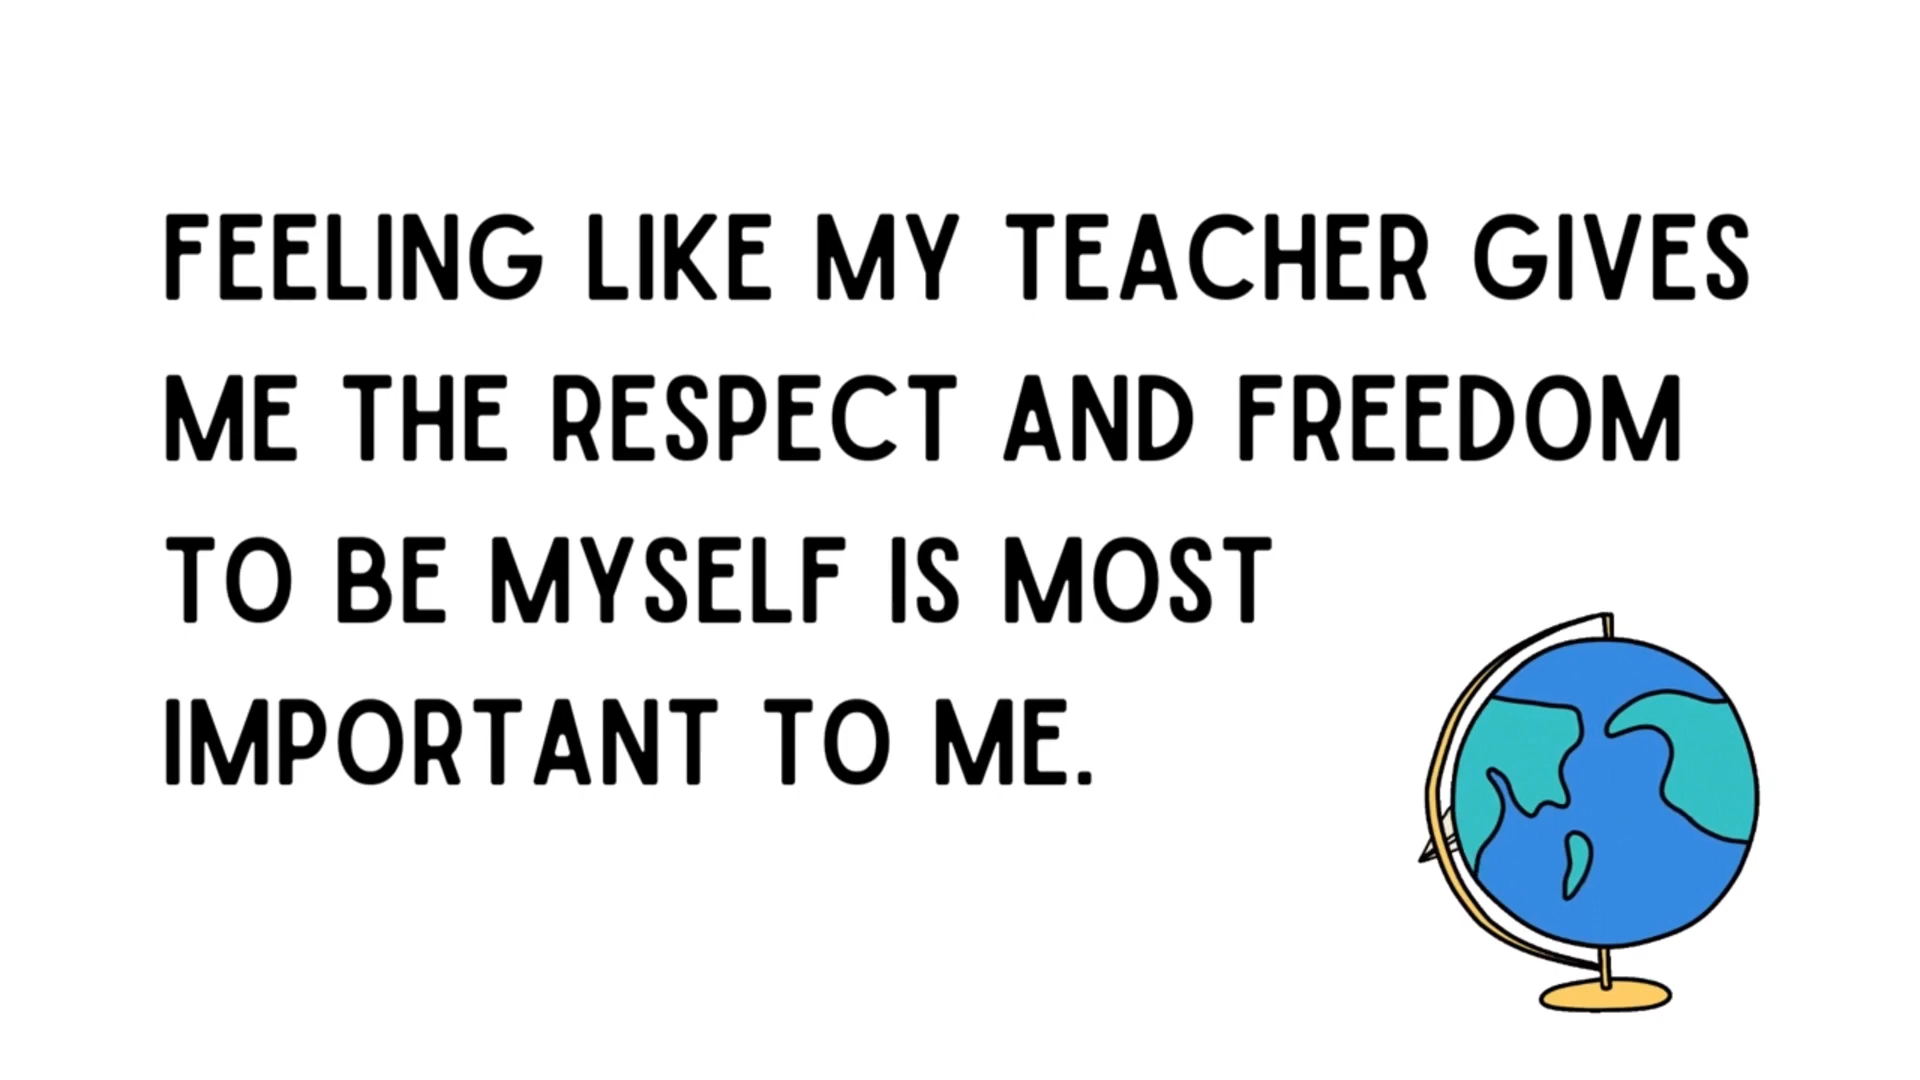 FEELING LIKE MY TEACHER GIVES
ME THE RESPECT AND FREEDOM
TO BE MYSELF IS MOST
IMPORTANT TO ME.